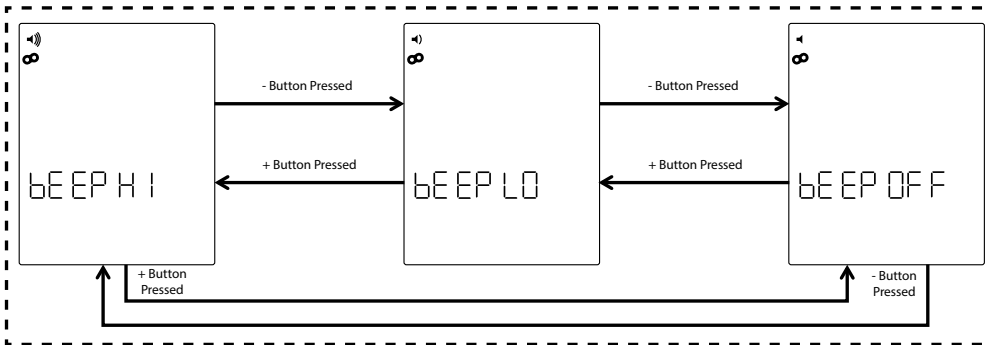 - Button Pressed
- Button Pressed
+ Button Pressed
+ Button Pressed
bEEP HI
bEEP LO
bEEP OFF
+ Button
Pressed
- Button
Pressed